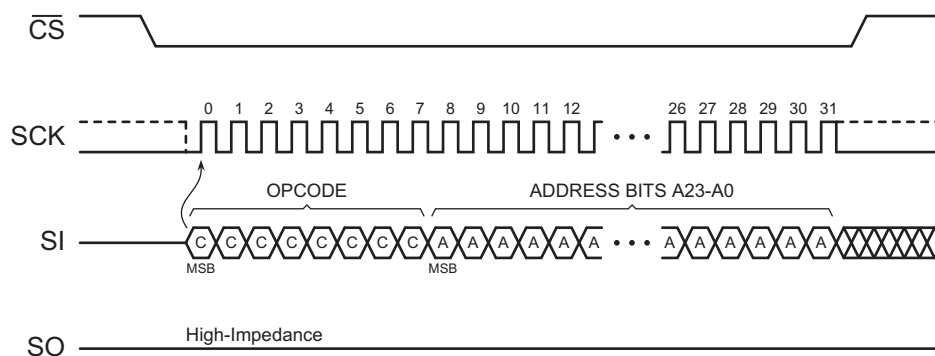 CS
0 1 2 3 4 5 6 7 8 9 10 11 12 26 27 28 29 30 31
SCK
OPCODE ADDRESS BITS A23-A0
SI C C C C C C C C A A A A A A A A A A A A
MSB MSB
High-Impedance
SO